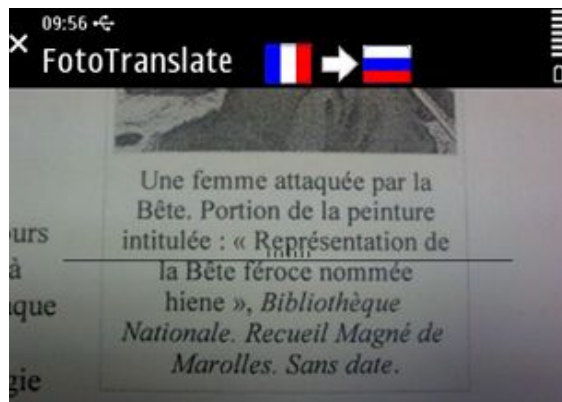 09:56
FotoTranslate
Une femme attaquée par la
Bête. Portion de la peinture
intitulée : « Représentation de
la Bête féroce nommée
hiene », Bibliothèque
Nationale. Recueil Magné de
Marolles. Sans date.
urs
à
que
gie